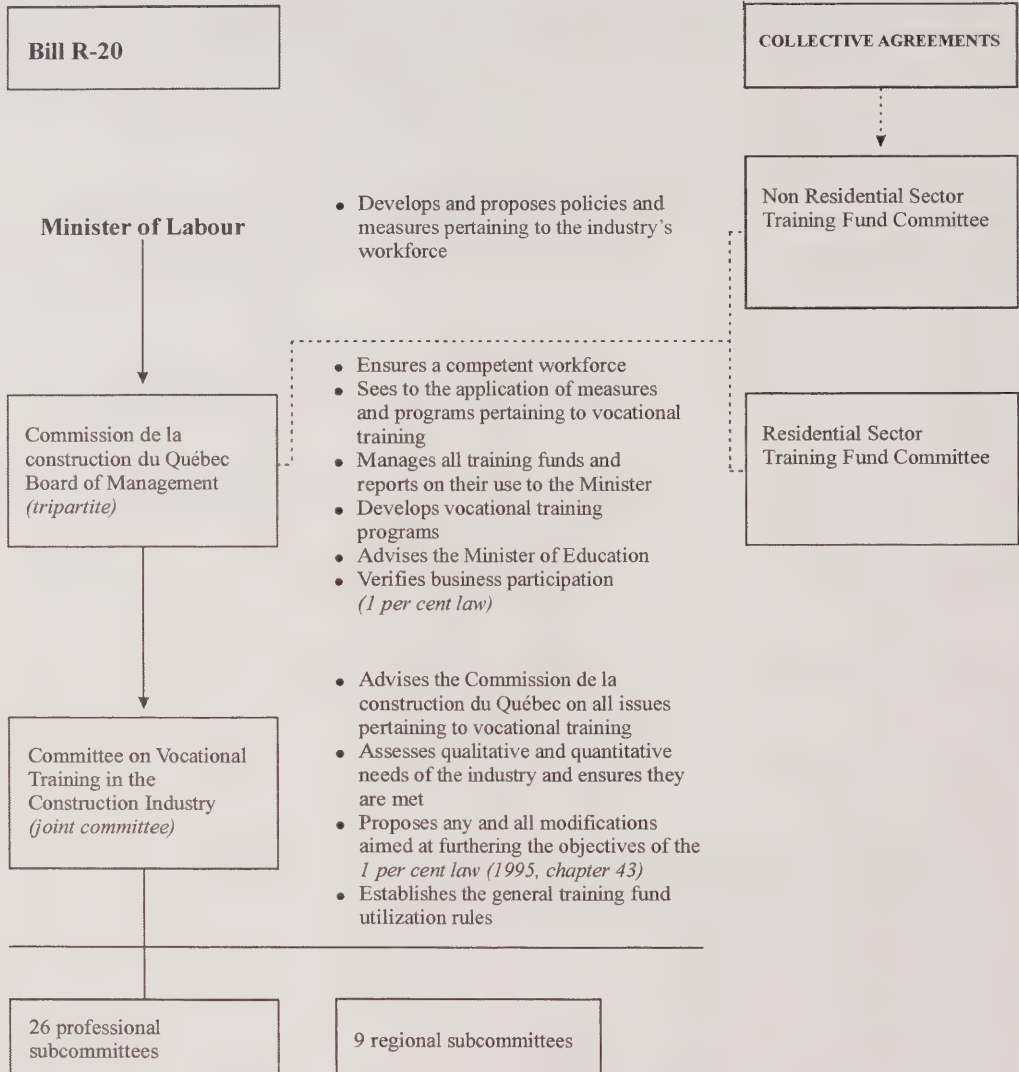 Bill R-20
COLLECTIVE AGREEMENTS
Minister of Labour
• Develops and proposes policies and
measures pertaining to the industry's
workforce
Non Residential Sector
Training Fund Committee
Commission de la
construction du Québec
Board of Management
(tripartite)
• Ensures a competent workforce
• Sees to the application of measures
and programs pertaining to vocational
training
• Manages all training funds and
reports on their use to the Minister
• Develops vocational training
programs
• Advises the Minister of Education
• Verifies business participation
(1 per cent law)
Residential Sector
Training Fund Committee
Committee on Vocational
Training in the
Construction Industry
(joint committee)
• Advises the Commission de la
construction du Québec on all issues
pertaining to vocational training
• Assesses qualitative and quantitative
needs of the industry and ensures they
are met
• Proposes any and all modifications
aimed at furthering the objectives of the
1 per cent law (1995, chapter 43)
• Establishes the general training fund
utilization rules
26 professional
subcommittees
9 regional subcommittees